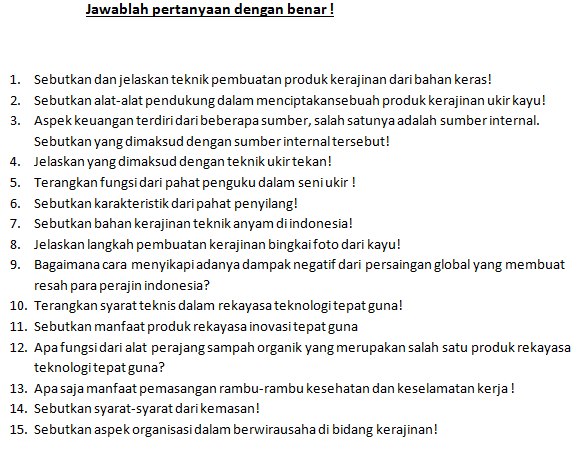 Jawablah pertanyaan dengan benar !
1. Sebutkan dan jelaskan teknik pembuatan produk kerajinan dari bahan keras!
2. Sebutkan alat-alat pendukung dalam menciptakansebuah produk kerajinan ukir kayu!
3. Aspek keuangan terdiri dari beberapa sumber, salah satunya adalah sumber internal.
Sebutkan yang dimaksud dengan sumber internal tersebut!
4. Jelaskan yang dimaksud dengan teknik ukir tekan!
5. Terangkan fungsi dari pahat penguku dalam seni ukir !
6. Sebutkan karakteristik dari pahat penyilang!
7. Sebutkan bahan kerajinan teknik anyam di indonesia!
8. Jelaskan langkah pembuatan kerajinan bingkai foto dari kayu!
9. Bagaimana cara menyikapi adanya dampak negatif dari persaingan global yang membuat
resah para perajin indonesia?
10. Terangkan syarat teknis dalam rekayasa teknologi tepat guna!
11. Sebutkan manfaat produk rekayasa inovasi tepat guna
12. Apa fungsi dari alat perajang sampah organik yang merupakan salah satu produk rekayasa
teknologi tepat guna?
13. Apa saja manfaat pemasangan rambu-rambu kesehatan dan keselamatan kerja !
14. Sebutkan syarat-syarat dari kemasan!
15. Sebutkan aspek organisasi dalam berwirausaha di bidang kerajinan!